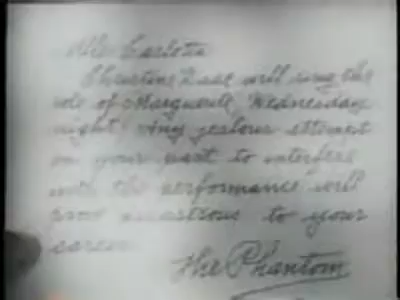 Mlle Carlotta
Christine Daae will sing the
role of Marguerite Wednesday
night. Any jealous attempt
on your part to interfere
with the performance will
prove disastrous to your
career.
The Phantom